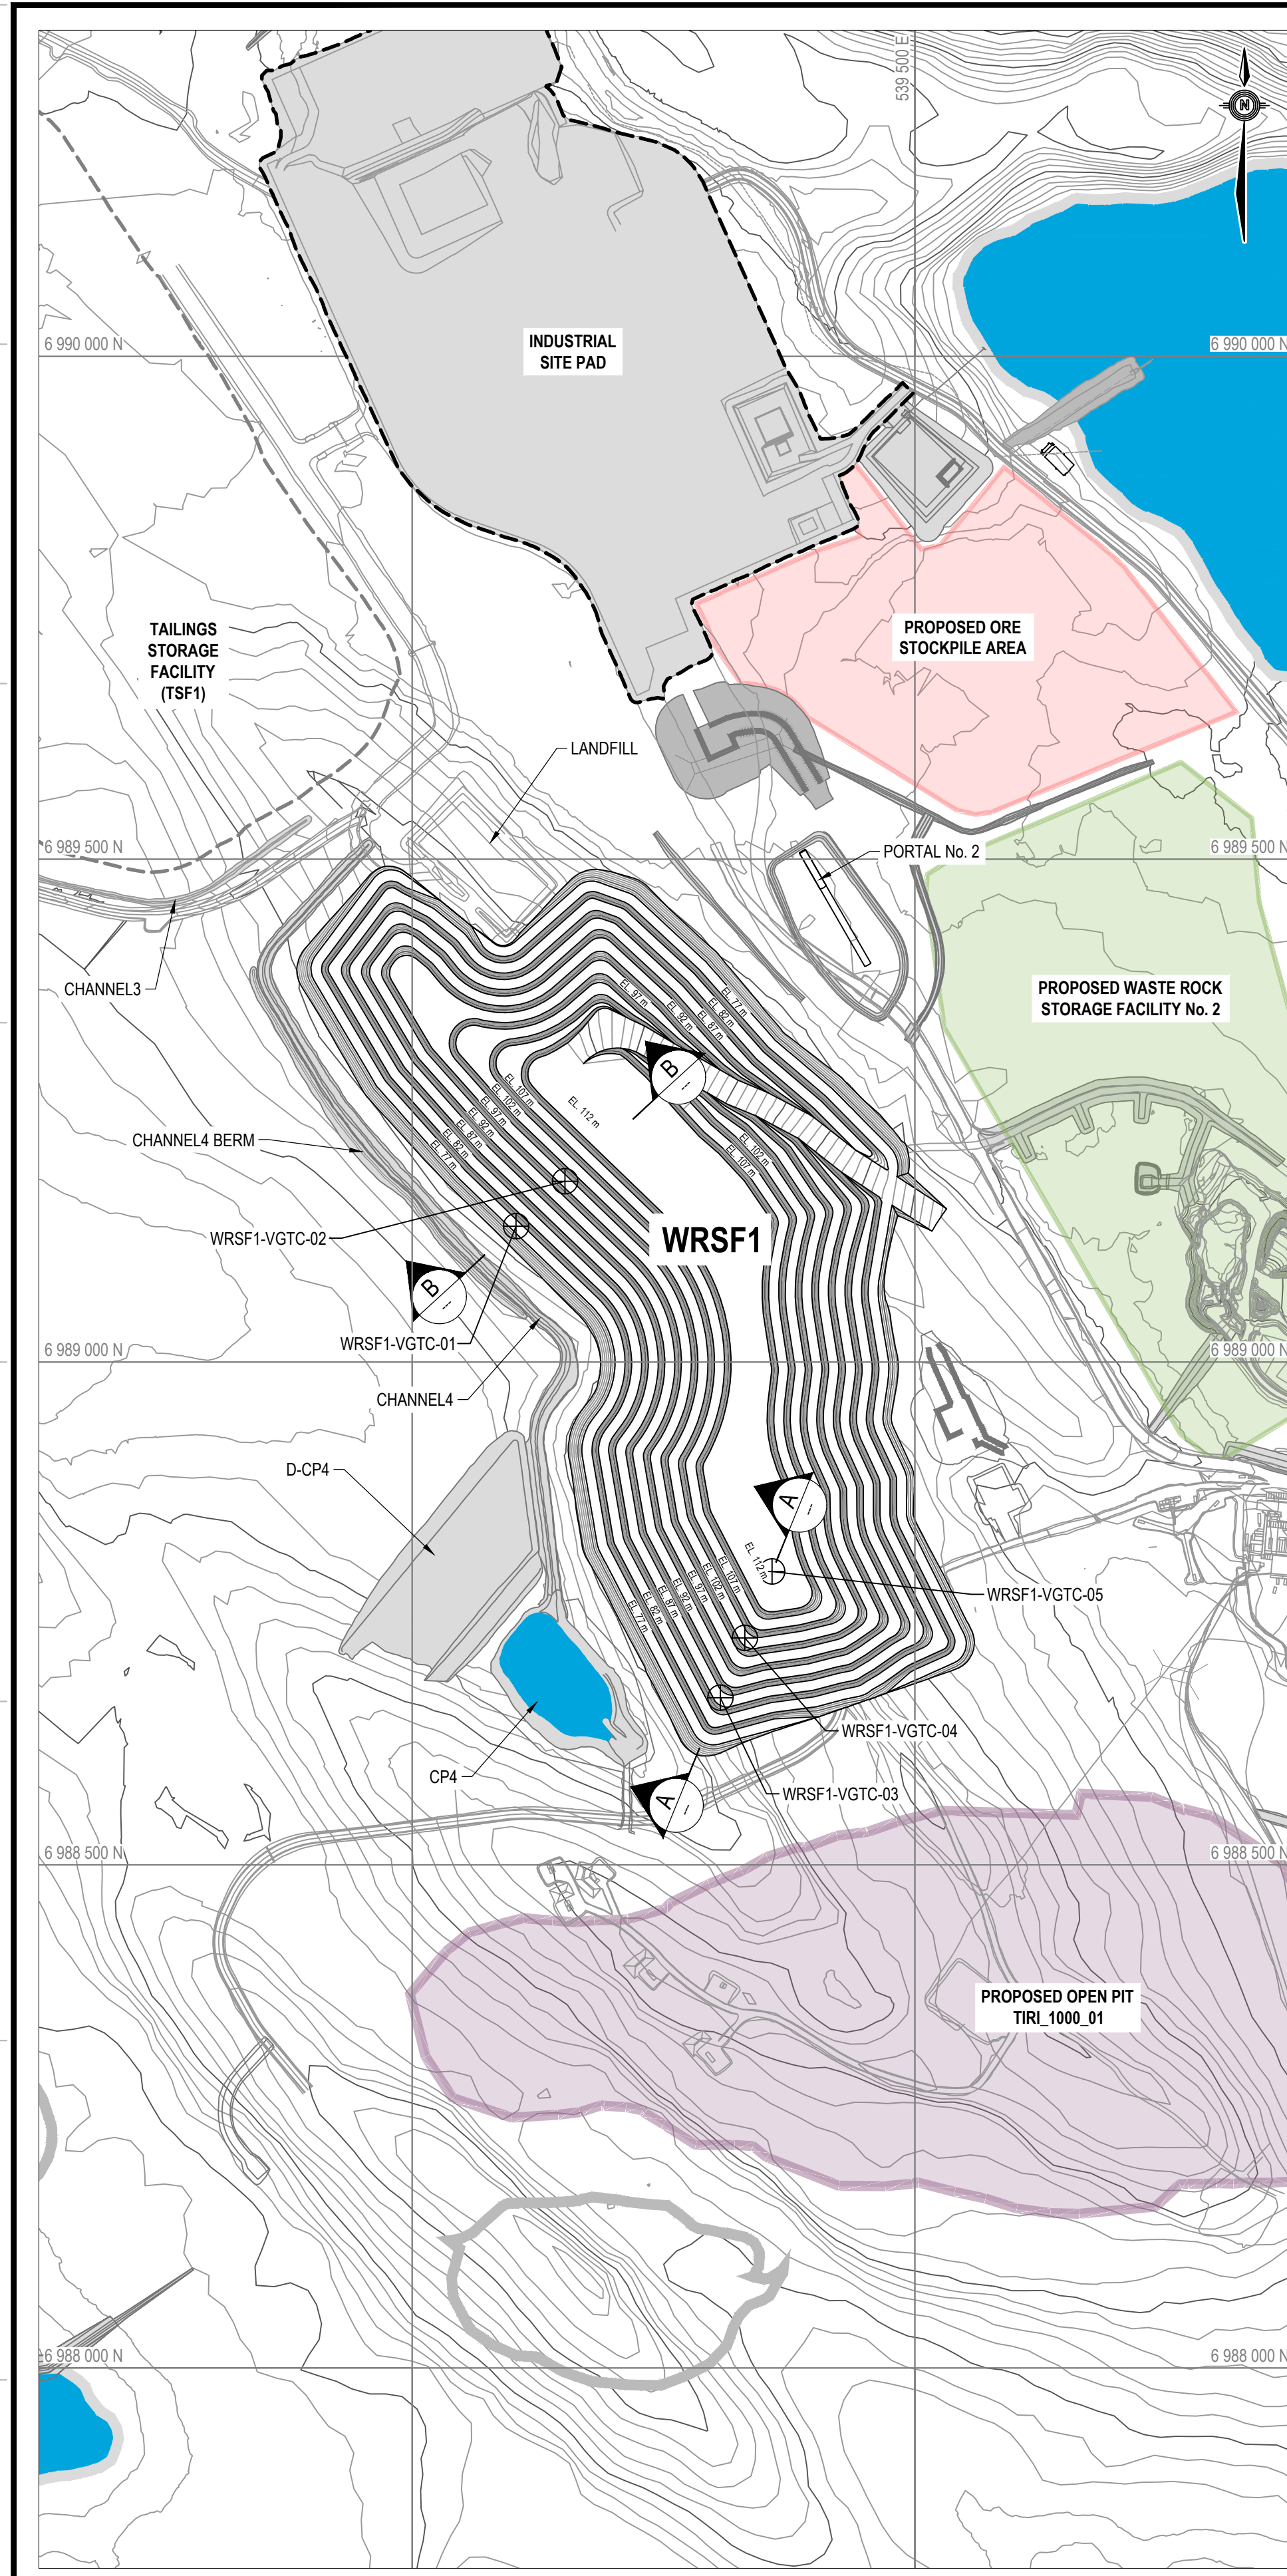 539 500 E
N
INDUSTRIAL
SITE PAD
6 990 000 N
6 990 000 N
TAILINGS
STORAGE
FACILITY
(TSF1)
PROPOSED ORE
STOCKPILE AREA
LANDFILL
6 989 500 N
PORTAL No. 2
6 989 500 N
CHANNEL3
PROPOSED WASTE ROCK
STORAGE FACILITY No. 2
EL. 97 m
EL. 92 m
EL. 87 m
EL. 82 m
EL. 77 m
B
EL. 112 m
EL. 107 m
EL. 102 m
EL. 97 m
EL. 92 m
EL. 87 m
EL. 82 m
EL. 77 m
EL. 102 m
EL. 107 m
CHANNEL4 BERM
WRSF1-VGTC-02
WRSF1
B
WRSF1-VGTC-01
6 989 000 N
6 989 000 N
CHANNEL4
D-CP4
A
EL. 112 m
EL. 107 m
EL. 102 m
EL. 97 m
EL. 92 m
EL. 87 m
EL. 82 m
EL. 77 m
WRSF1-VGTC-05
WRSF1-VGTC-04
CP4
WRSF1-VGTC-03
A
6 988 500 N
6 988 500 N
PROPOSED OPEN PIT
TIRI_1000_01
6 988 000 N
6 988 000 N